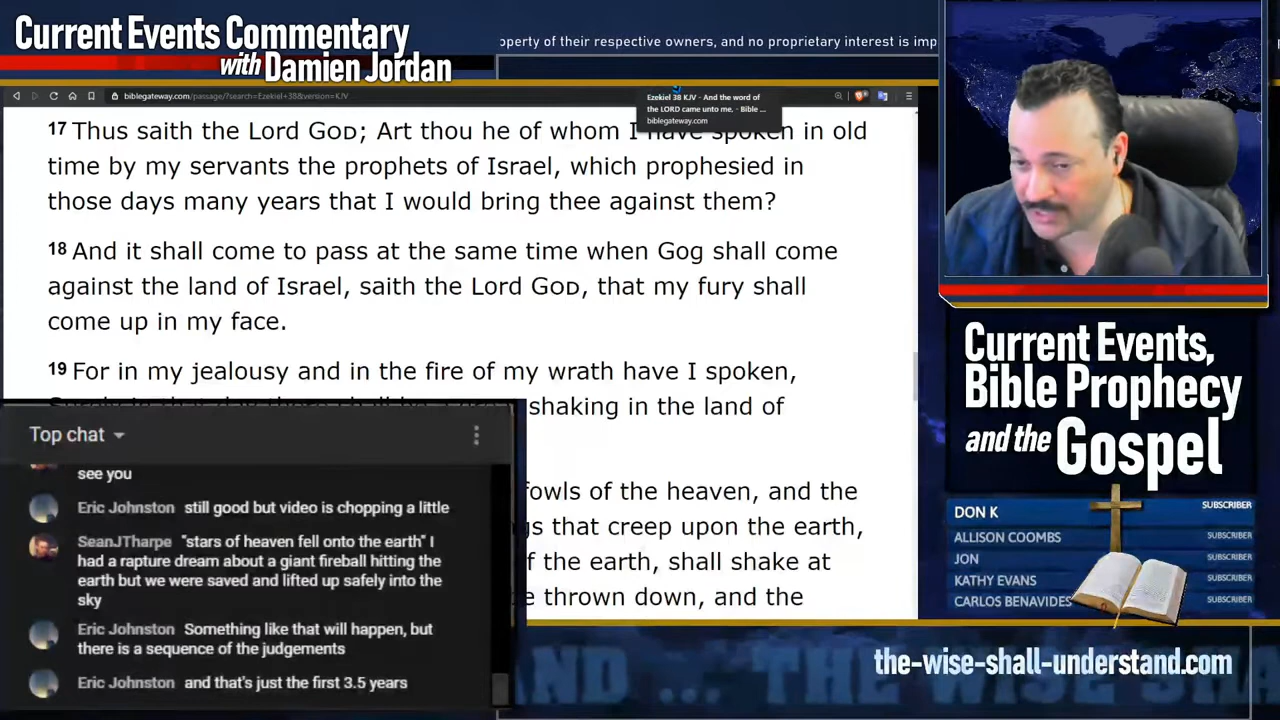 Current Events Commentary
with Damien Jordan
operty of their respective owners, and no proprietary interest is imp
biblegateway.com/passage/?search=Ezekiel+38&version=KJV
Ezekiel 38 KJV - And the word of
the LORD came unto me, - Bible ...
biblegateway.com
17 Thus saith the Lord GOD; Art thou he of whom I have spoken in old
time by my servants the prophets of Israel, which prophesied in
those days many years that I would bring thee against them?
18 And it shall come to pass at the same time when Gog shall come
against the land of Israel, saith the Lord GOD, that my fury shall
come up in my face.
19 For in my jealousy and in the fire of my wrath have I spoken,
shaking in the land of
fowls of the heaven, and the
gs that creep upon the earth,
f the earth, shall shake at
e thrown down, and the
Top chat
see you
Eric Johnston still good but video is chopping a little
SeanJTharpe "stars of heaven fell onto the earth" I
had a rapture dream about a giant fireball hitting the
earth but we were saved and lifted up safely into the
sky
Eric Johnston Something like that will happen, but
there is a sequence of the judgements
Eric Johnston and that's just the first 3.5 years
Current Events,
Bible Prophecy
and the Gospel
DON K SUBSCRIBER
ALLISON COOMBS SUBSCRIBER
JON SUBSCRIBER
KATHY EVANS SUBSCRIBER
CARLOS BENAVIDES SUBSCRIBER
the-wise-shall-understand.com
AND ... THE WISE SHA